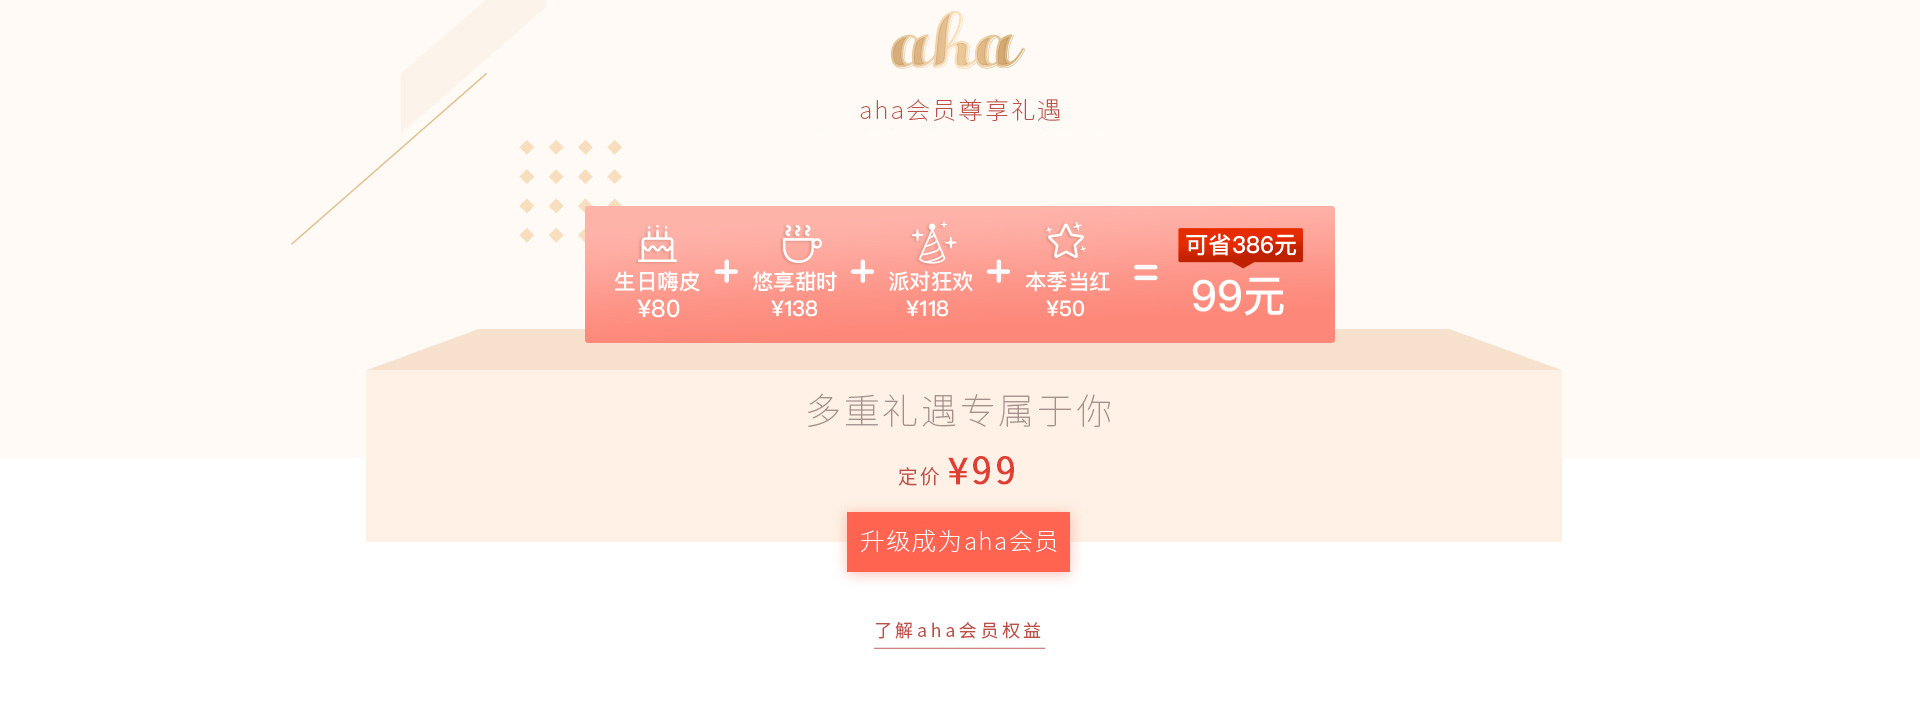 aha
aha会员尊享礼遇
生日嗨皮 + 悠享甜时 + 派对狂欢 + 本季当红 = 可省386元
¥80 ¥138 ¥118 ¥50 99元
多重礼遇专属于你
定价 ¥99
升级成为aha会员
了解aha会员权益